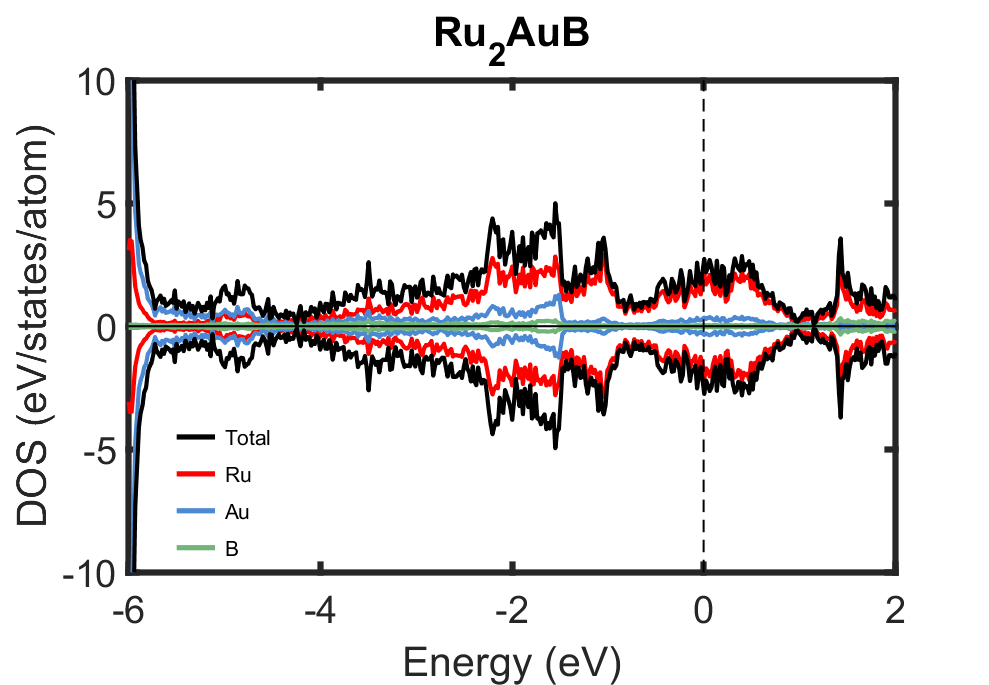 Ru2AuB
DOS (eV/states/atom)
10
5
0
-5
-10
Total
Ru
Au
B
-6 -4 -2 0 2
Energy (eV)